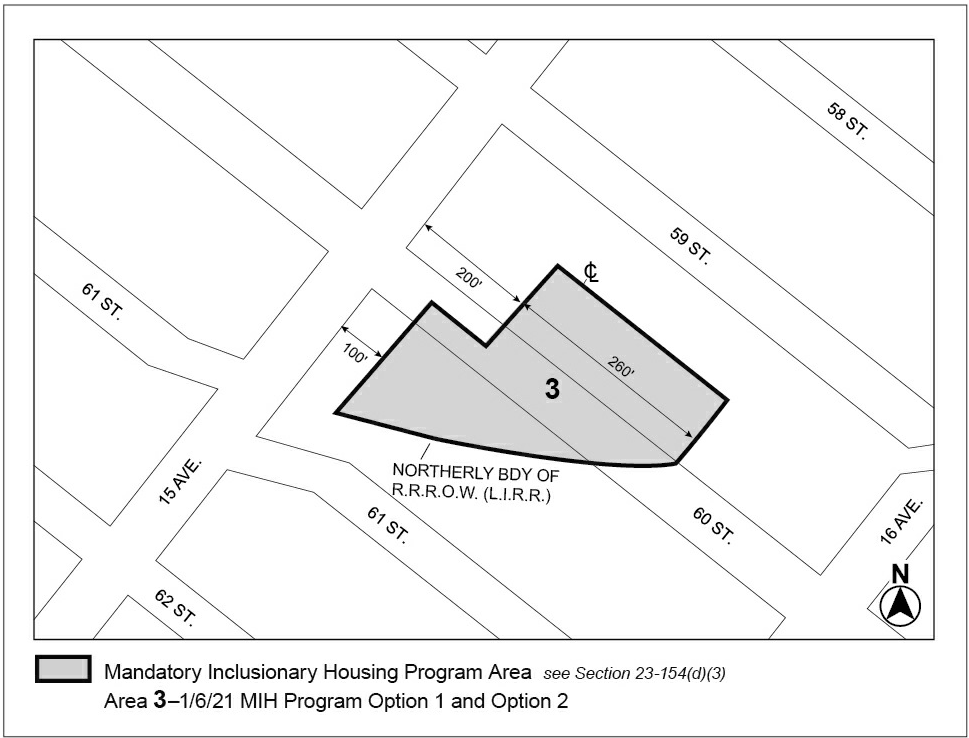 58 ST.
59 ST.
℄
200'
61 ST.
100'
260'
3
NORTHERLY BDY OF
R.R.R.O.W. (L.I.R.R.)
15 AVE.
61 ST.
60 ST.
16 AVE.
N
62 ST.
Mandatory Inclusionary Housing Program Area see Section 23-154(d)(3)
Area 3–1/6/21 MIH Program Option 1 and Option 2